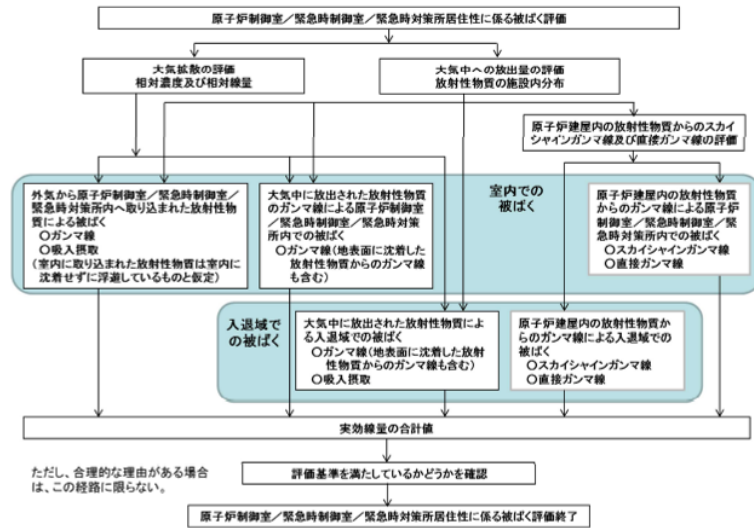 原子炉制御室／緊急時制御室／緊急時対策所居住性に係る被ばく評価
大気拡散の評価
相対濃度及び相対線量
大気中への放出量の評価
放射性物質の施設内分布
原子炉建屋内の放射性物質からのスカイ
シャインガンマ線及び直接ガンマ線の評価
外気から原子炉制御室／緊急時制御室／
緊急時対策所内へ取り込まれた放射性物
質による被ばく
○ガンマ線
○吸入摂取
(室内に取り込まれた放射性物質は室内に
沈着せずに浮遊しているものと仮定)
大気中に放出された放射性物質
のガンマ線による原子炉制御室
／緊急時制御室／緊急時対策
所内での被ばく
○ガンマ線(地表面に沈着した
放射性物質からのガンマ線
も含む)
室内での
被ばく
原子炉建屋内の放射性物質
からのガンマ線による原子炉
制御室／緊急時制御室／緊
急時対策所内での被ばく
○スカイシャインガンマ線
○直接ガンマ線
入退域で
の被ばく
大気中に放出された放射性物質によ
る入退域での被ばく
○ガンマ線(地表面に沈着した放射
性物質からのガンマ線も含む)
○吸入摂取
原子炉建屋内の放射性物質か
らのガンマ線による入退域での
被ばく
○スカイシャインガンマ線
○直接ガンマ線
実効線量の合計値
ただし、合理的な理由がある場合
は、この経路に限らない。
評価基準を満たしているかどうかを確認
原子炉制御室／緊急時制御室／緊急時対策所居住性に係る被ばく評価終了